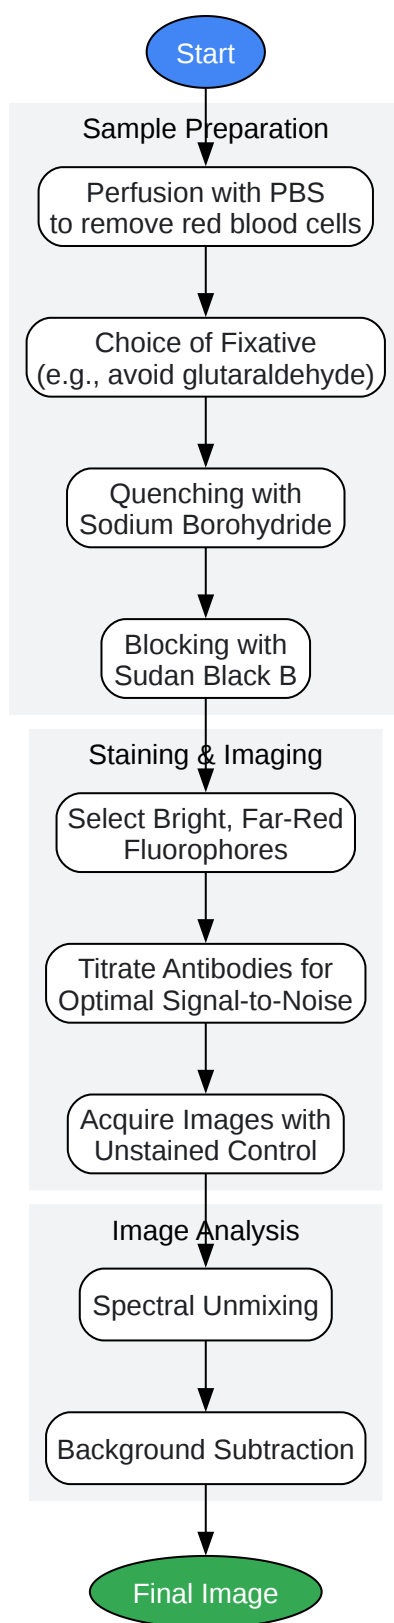 Start
Sample Preparation
Perfusion with PBS
to remove red blood cells
Choice of Fixative
(e.g., avoid glutaraldehyde)
Quenching with
Sodium Borohydride
Blocking with
Sudan Black B
Staining & Imaging
Select Bright, Far-Red
Fluorophores
Titrate Antibodies for
Optimal Signal-to-Noise
Acquire Images with
Unstained Control
Image Analysis
Spectral Unmixing
Background Subtraction
Final Image